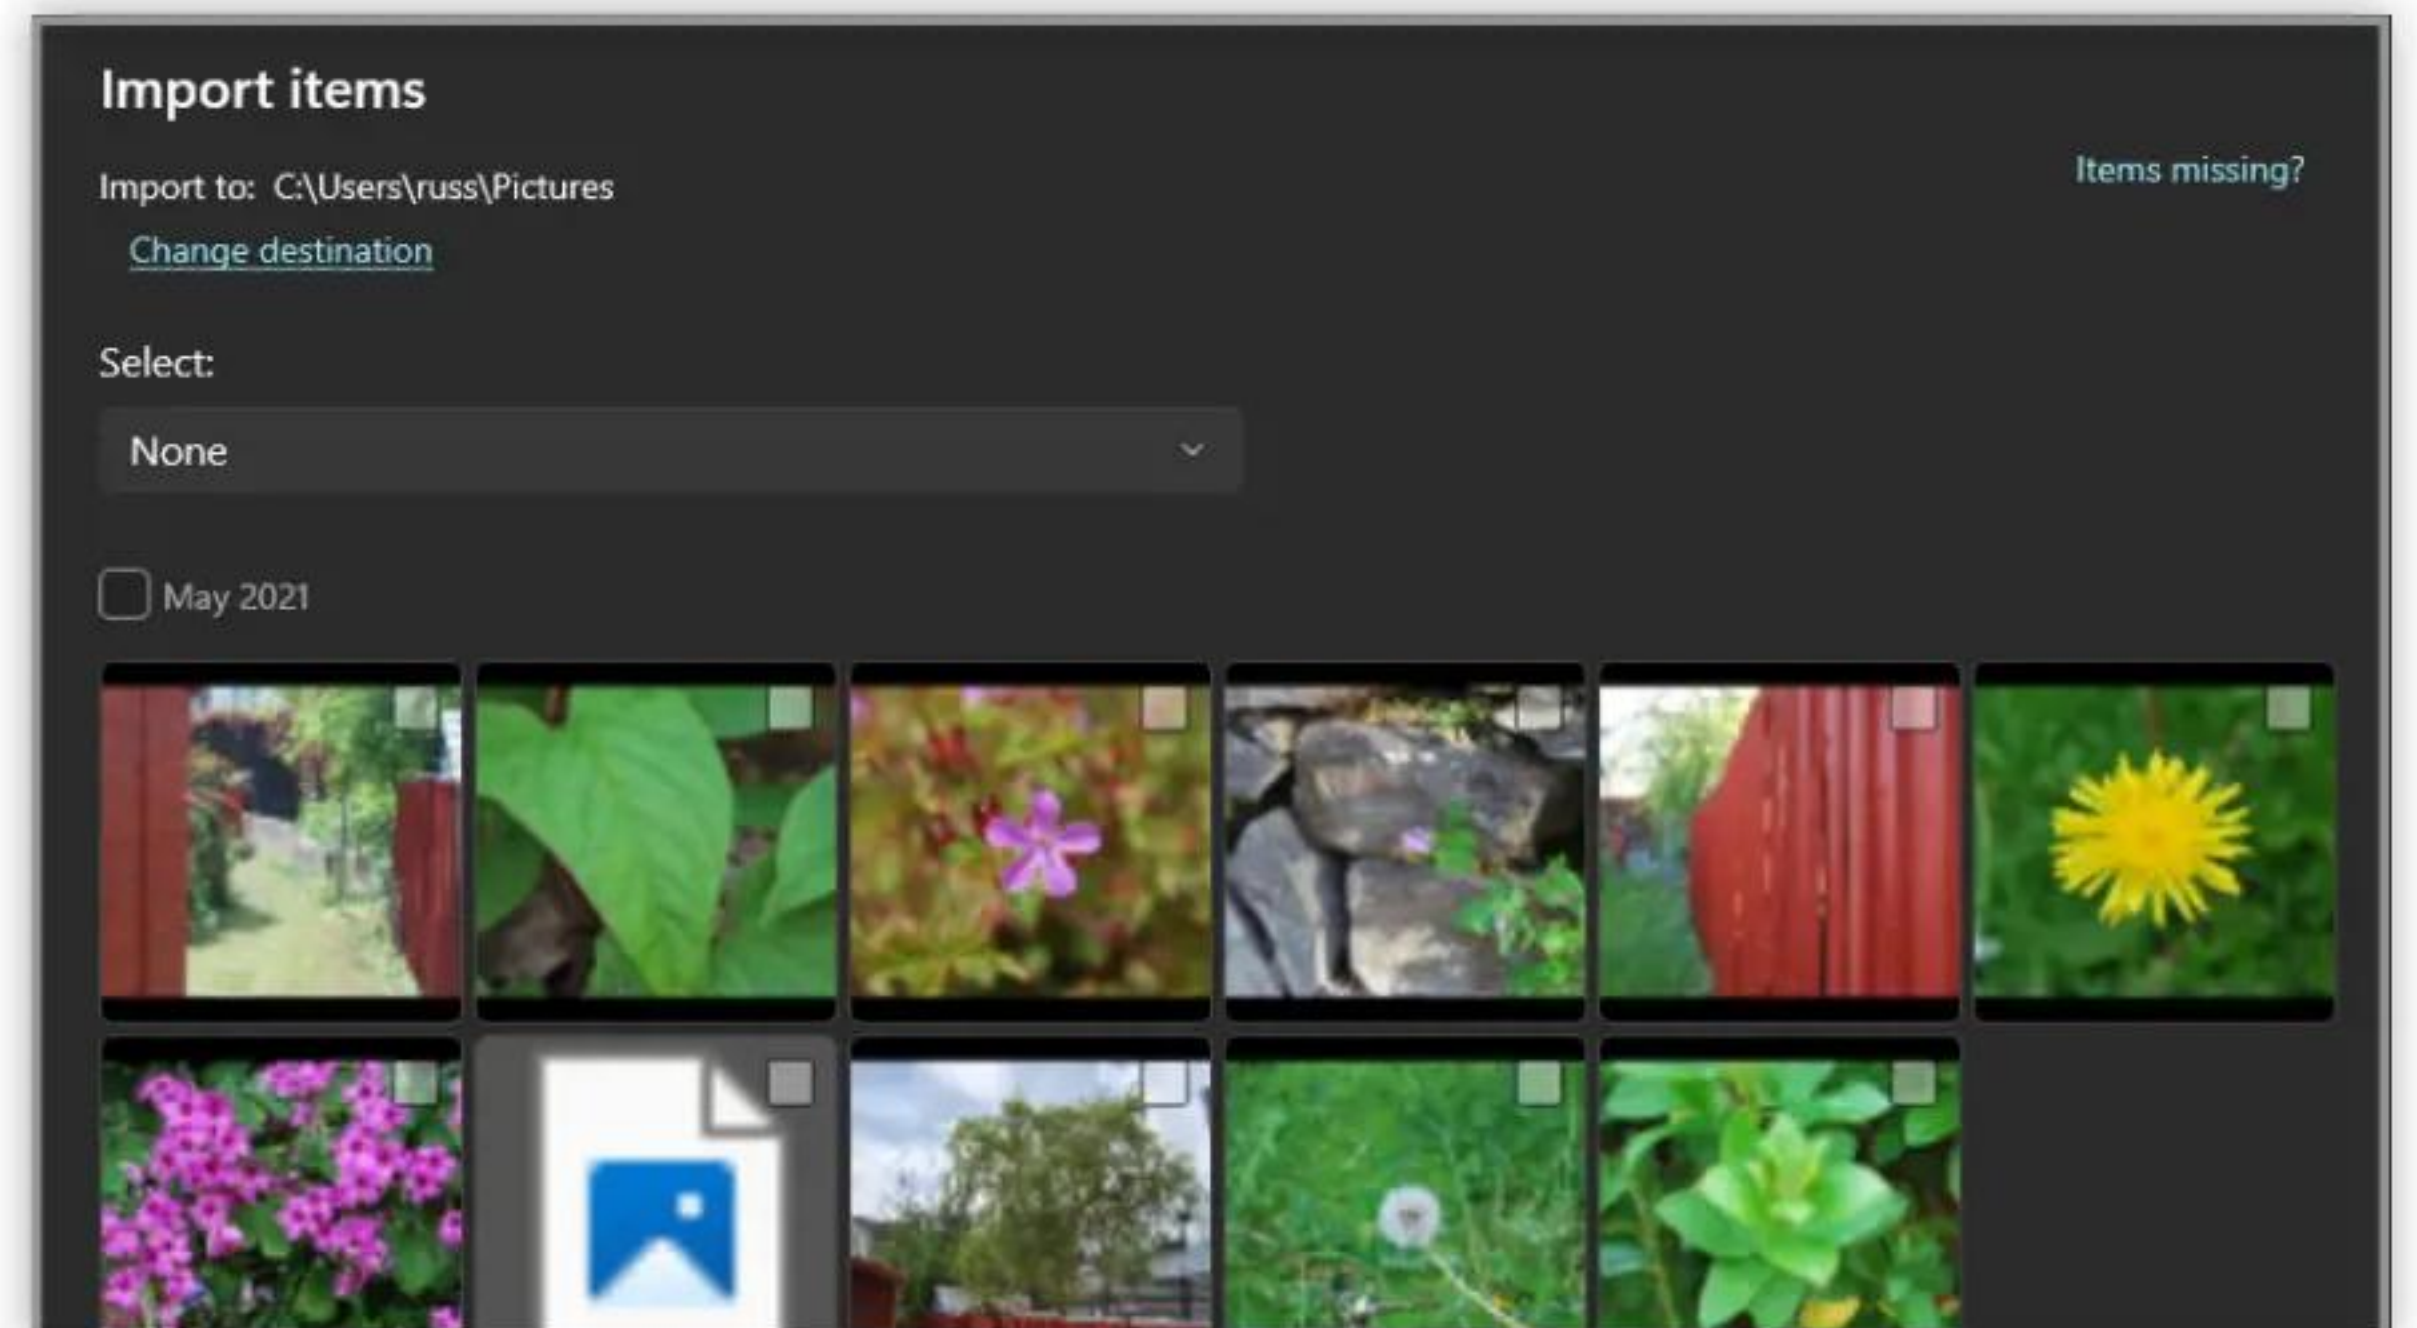 Import items
Import to: C:\Users\russ\Pictures
Items missing?
Change destination
Select:
None
May 2021